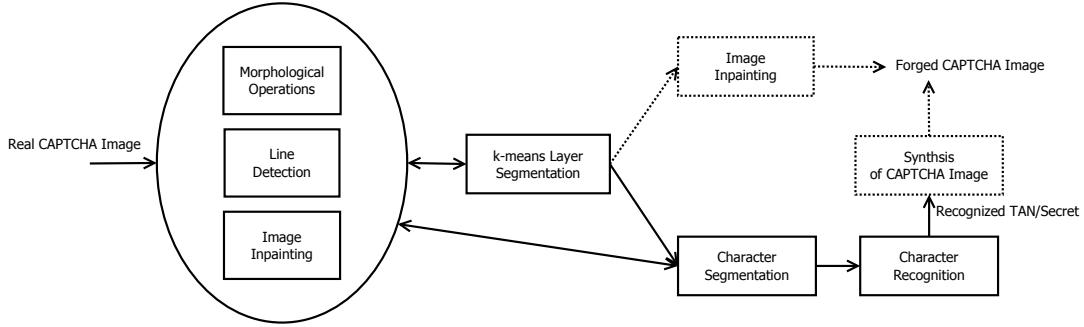 Real CAPTCHA Image
Morphological
Operations
Line
Detection
Image
Inpainting
k-means Layer
Segmentation
Image
Inpainting
Forged CAPTCHA Image
Synthsis
of CAPTCHA Image
Recognized TAN/Secret
Character
Segmentation
Character
Recognition